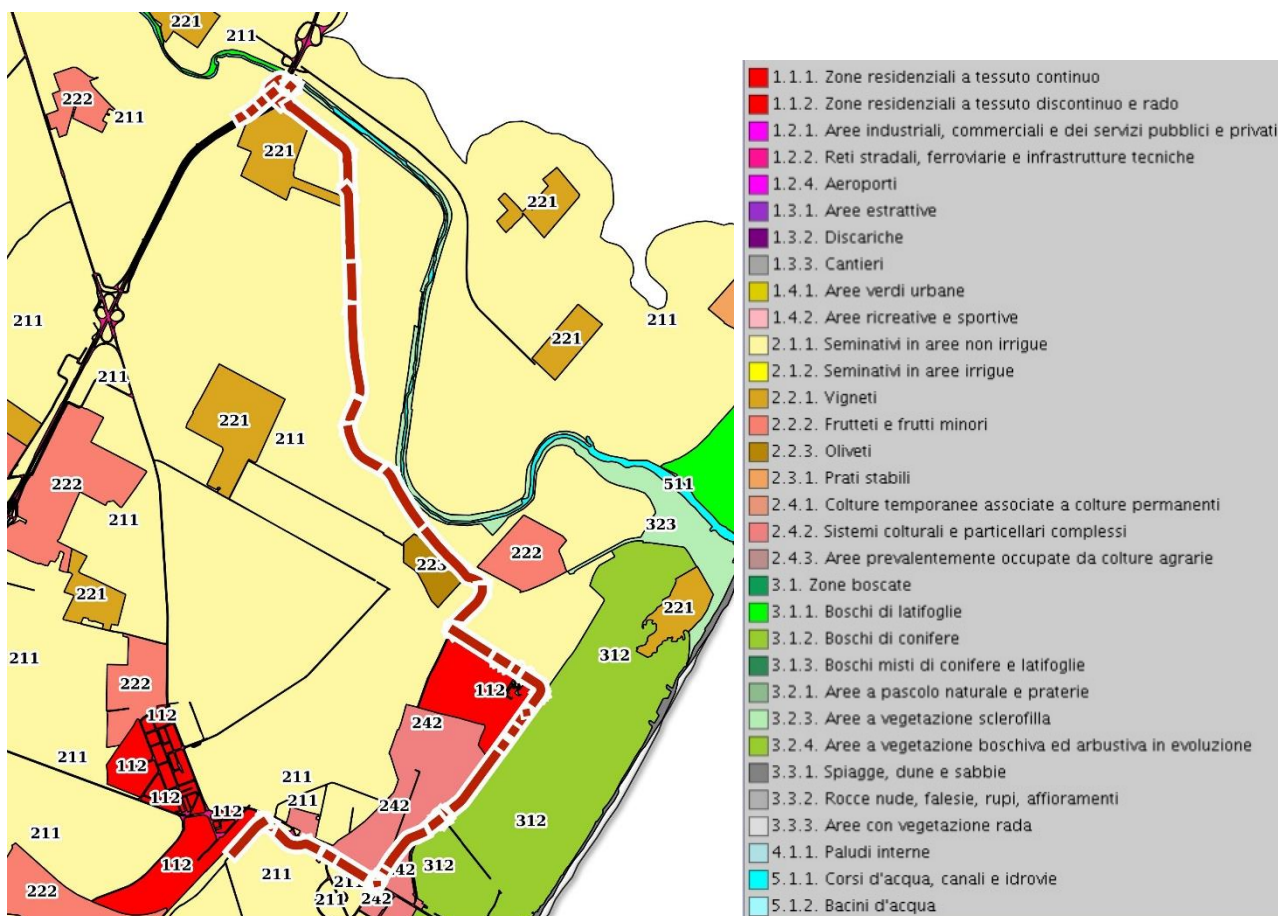 221
211
222
211
221
221
211
211
221
211
221
211
222
211
511
323
222
223
221
221
211
312
222
112
112
242
211
112
211
211
112
112
242
211
312
112
211
312
222
211
242
211
242
1.1.1. Zone residenziali a tessuto continuo
1.1.2. Zone residenziali a tessuto discontinuo e rado
1.2.1. Aree industriali, commerciali e dei servizi pubblici e privati
1.2.2. Reti stradali, ferroviarie e infrastrutture tecniche
1.2.4. Aeroporti
1.3.1. Aree estrattive
1.3.2. Discariche
1.3.3. Cantieri
1.4.1. Aree verdi urbane
1.4.2. Aree ricreative e sportive
2.1.1. Seminativi in aree non irrigue
2.1.2. Seminativi in aree irrigue
2.2.1. Vigneti
2.2.2. Frutteti e frutti minori
2.2.3. Oliveti
2.3.1. Prati stabili
2.4.1. Colture temporanee associate a colture permanenti
2.4.2. Sistemi colturali e particellari complessi
2.4.3. Aree prevalentemente occupate da colture agrarie
3.1. Zone boscate
3.1.1. Boschi di latifoglie
3.1.2. Boschi di conifere
3.1.3. Boschi misti di conifere e latifoglie
3.2.1. Aree a pascolo naturale e praterie
3.2.3. Aree a vegetazione sclerofilla
3.2.4. Aree a vegetazione boschiva ed arbustiva in evoluzione
3.3.1. Spiagge, dune e sabbie
3.3.2. Rocce nude, falesie, rupi, affioramenti
3.3.3. Aree con vegetazione rada
4.1.1. Paludi interne
5.1.1. Corsi d'acqua, canali e idrovie
5.1.2. Bacini d'acqua